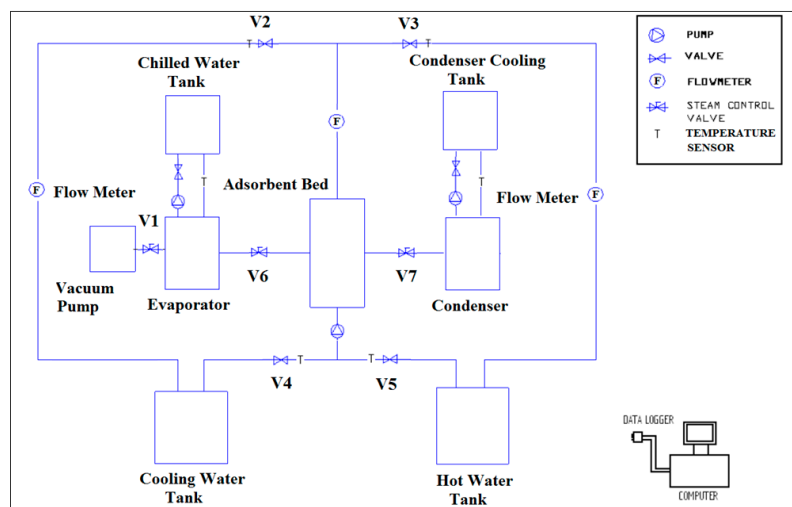 V2
V3
T
T
Chilled Water
Tank
Condenser Cooling
Tank
PUMP
VALVE
F
FLOWMETER
STEAM CONTROL
VALVE
T
TEMPERATURE
SENSOR
F
T
T
F
Flow Meter
Adsorbent Bed
Flow Meter
F
V1
V6
V7
Vacuum
Pump
Evaporator
Condenser
T
T
V4
V5
Cooling Water
Tank
Hot Water
Tank
DATA LOGGER
COMPUTER